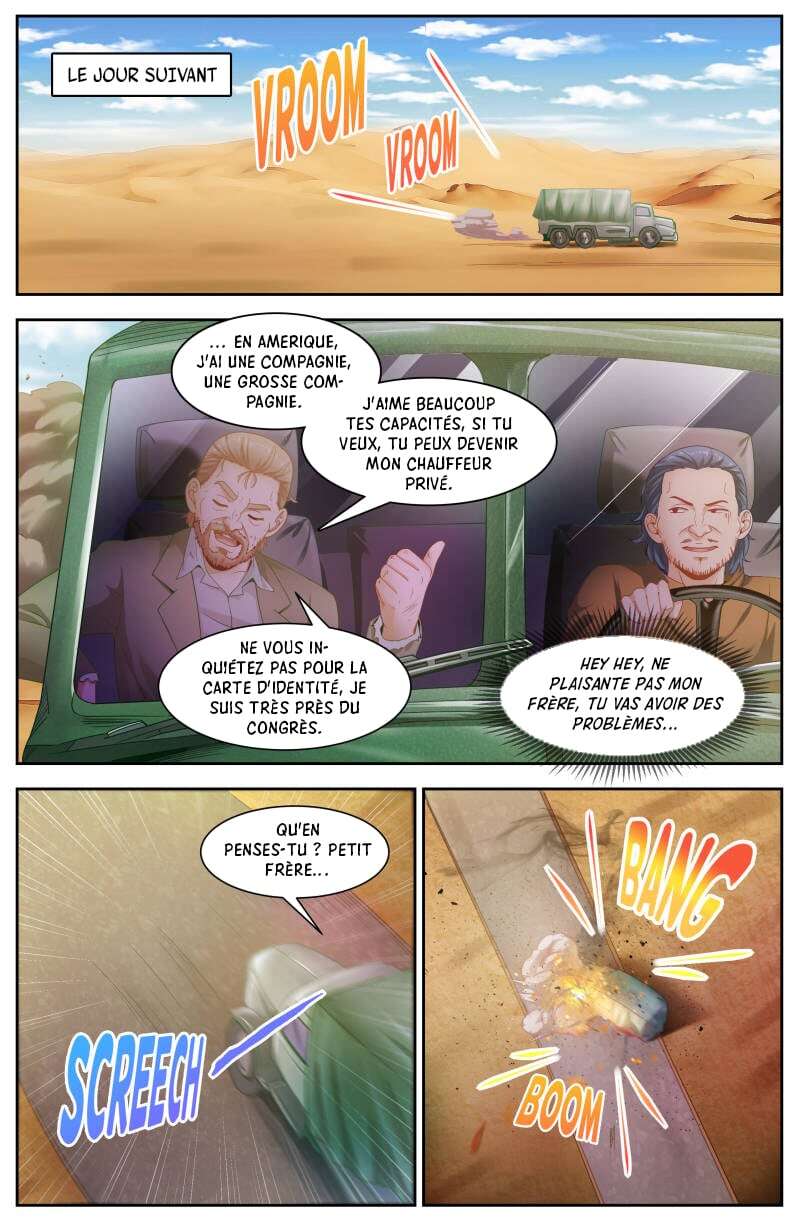 LE JOUR SUIVANT
VROOM
VROOM
... EN AMERIQUE,
J'AI UNE COMPAGNIE,
UNE GROSSE COM-
PAGNIE.
J'AIME BEAUCOUP
TES CAPACITÉS, SI TU
VEUX, TU PEUX DEVENIR
MON CHAUFFEUR
PRIVÉ.
NE VOUS IN-
QUIÉTEZ PAS POUR LA
CARTE D'IDENTITÉ, JE
SUIS TRÈS PRÈS DU
CONGRÈS.
HEY HEY, NE
PLAISANTE PAS MON
FRÈRE, TU VAS AVOIR DES
PROBLÈMES...
QU'EN
PENSES-TU ? PETIT
FRÈRE...
SCREECH
BANG
BOOM